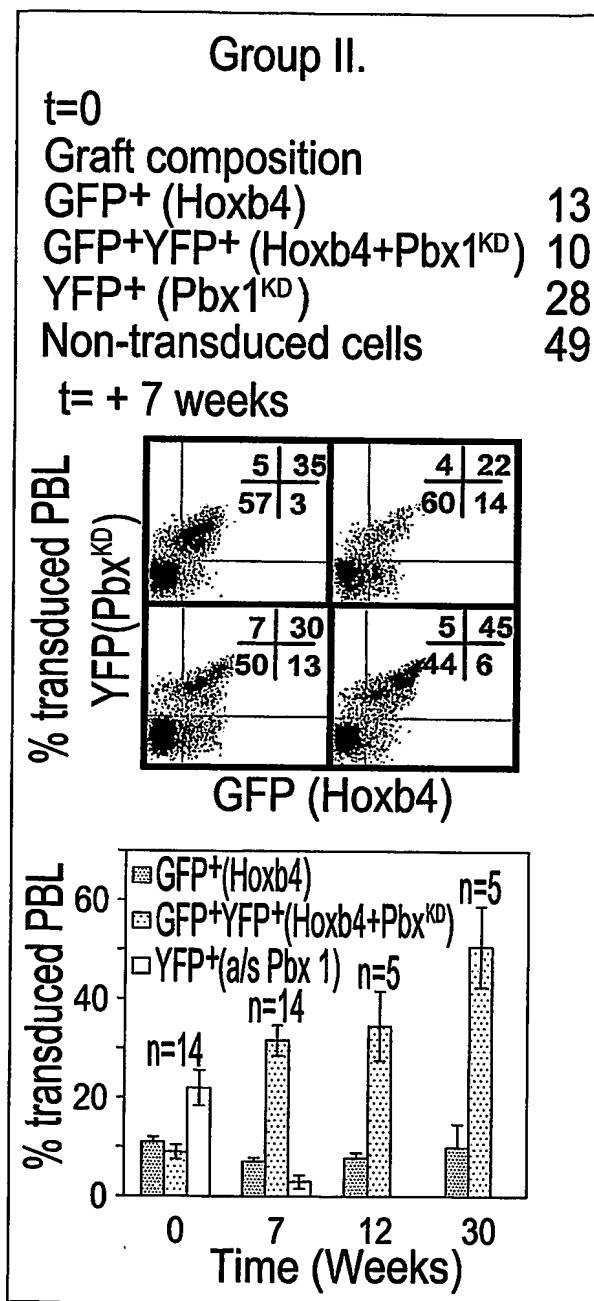 Group II.
t=0
Graft composition
GFP+ (Hoxb4) 13
GFP+YFP+ (Hoxb4+Pbx1KD) 10
YFP+ (Pbx1KD) 28
Non-transduced cells 49
t= + 7 weeks
% transduced PBL
YFP(PbxKD)
5 35
57 3
4 22
60 14
7 30
50 13
5 45
44 6
GFP (Hoxb4)
% transduced PBL
60
40
20
0
GFP+(Hoxb4)
GFP+YFP+(Hoxb4+PbxKD)
YFP+(a/s Pbx 1)
n=14
n=14
n=5
n=5
0 7 12 30
Time (Weeks)